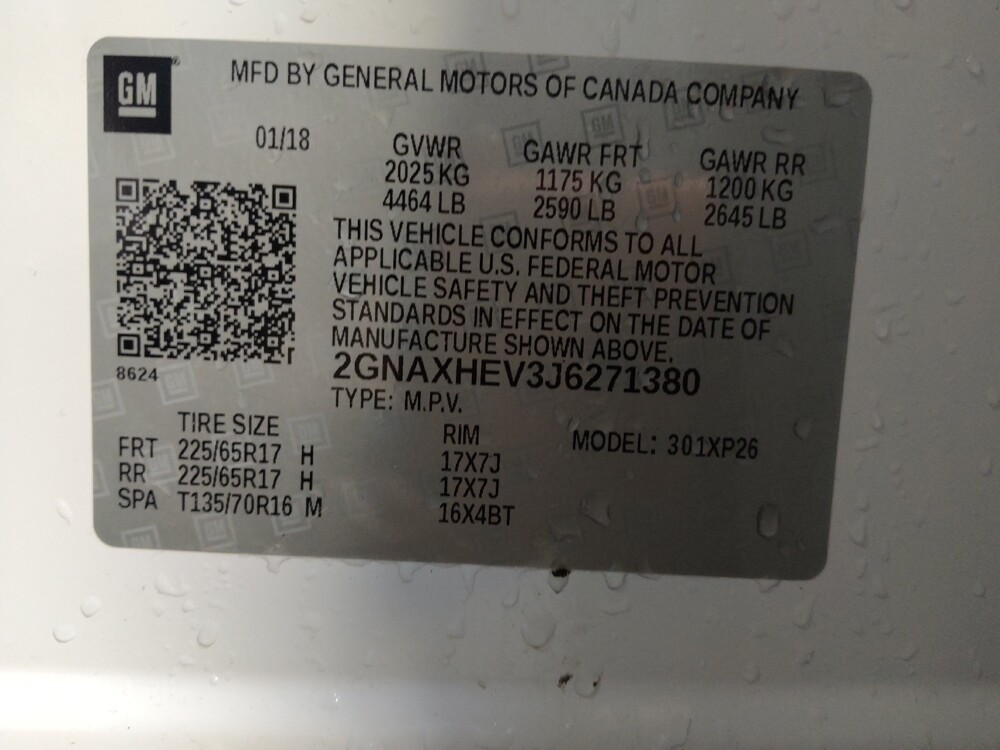 GM
MFD BY GENERAL MOTORS OF CANADA COMPANY
01/18
GVWR GAWR FRT GAWR RR
2025 KG 1175 KG 1200 KG
4464 LB 2590 LB 2645 LB
THIS VEHICLE CONFORMS TO ALL
APPLICABLE U.S. FEDERAL MOTOR
VEHICLE SAFETY AND THEFT PREVENTION
STANDARDS IN EFFECT ON THE DATE OF
MANUFACTURE SHOWN ABOVE.
8624
2GNAXHEV3J6271380
TYPE: M.P.V.
TIRE SIZE RIM MODEL: 301XP26
FRT 225/65R17 H 17X7J
RR 225/65R17 H 17X7J
SPA T135/70R16 M 16X4BT